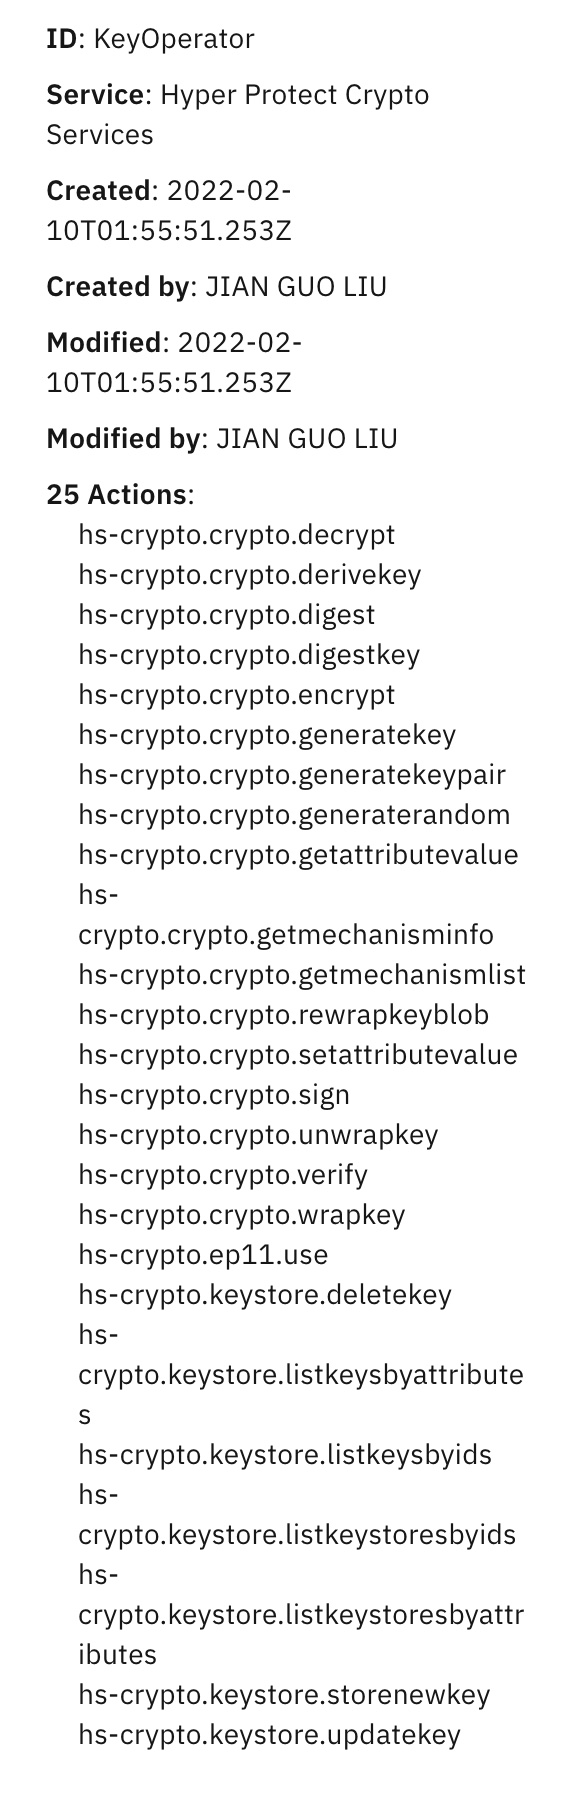 ID: KeyOperator
Service: Hyper Protect Crypto
Services
Created: 2022-02-
10T01:55:51.253Z
Created by: JIAN GUO LIU
Modified: 2022-02-
10T01:55:51.253Z
Modified by: JIAN GUO LIU
25 Actions:
hs-crypto.crypto.decrypt
hs-crypto.crypto.derivekey
hs-crypto.crypto.digest
hs-crypto.crypto.digestkey
hs-crypto.crypto.encrypt
hs-crypto.crypto.generatekey
hs-crypto.crypto.generatekeypair
hs-crypto.crypto.generaterandom
hs-crypto.crypto.getattributevalue
hs-
crypto.crypto.getmechanisminfo
hs-crypto.crypto.getmechanismlist
hs-crypto.crypto.rewrapkeyblob
hs-crypto.crypto.setattributevalue
hs-crypto.crypto.sign
hs-crypto.crypto.unwrapkey
hs-crypto.crypto.verify
hs-crypto.crypto.wrapkey
hs-crypto.ep11.use
hs-crypto.keystore.deletekey
hs-
crypto.keystore.listkeysbyattribute
s
hs-crypto.keystore.listkeysbyids
hs-
crypto.keystore.listkeystoresbyids
hs-
crypto.keystore.listkeystoresbyattr
ibutes
hs-crypto.keystore.storenewkey
hs-crypto.keystore.updatekey